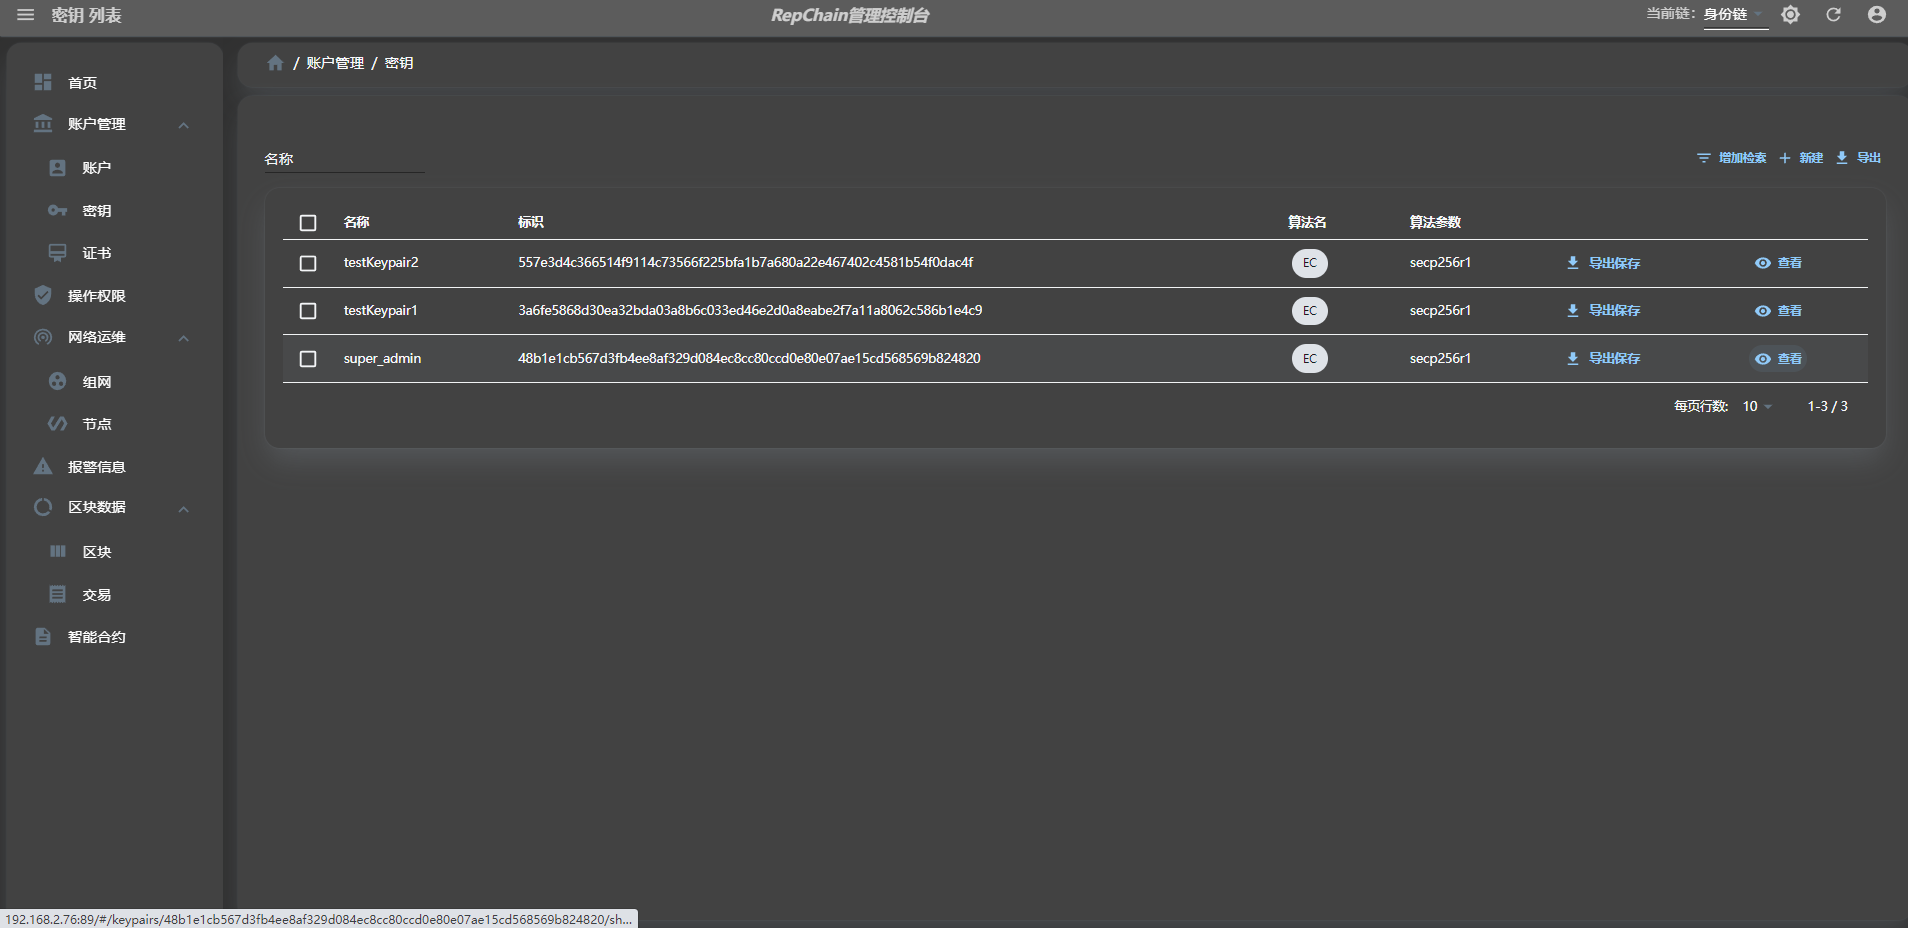 密钥 列表
RepChain管理控制台
当前链: 身份链
首页
账户管理
账户
密钥
证书
操作权限
网络运维
组网
节点
报警信息
区块数据
区块
交易
智能合约
/ 账户管理 / 密钥
名称
增加检索 新建 导出
名称 标识 算法名 算法参数
testKeypair2 557e3d4c366514f9114c73566f225bfa1b7a680a22e467402c4581b54f0dac4f EC secp256r1 导出保存 查看
testKeypair1 3a6fe5868d30ea32bda03a8b6c033ed46e2d0a8eabe2f7a11a8062c586b1e4c9 EC secp256r1 导出保存 查看
super_admin 48b1e1cb567d3fb4ee8af329d084ec8cc80ccd0e80e07ae15cd568569b824820 EC secp256r1 导出保存 查看
每页行数: 10 1-3 / 3
192.168.2.76:89/#/keypairs/48b1e1cb567d3fb4ee8af329d084ec8cc80ccd0e80e07ae15cd568569b824820/sh...